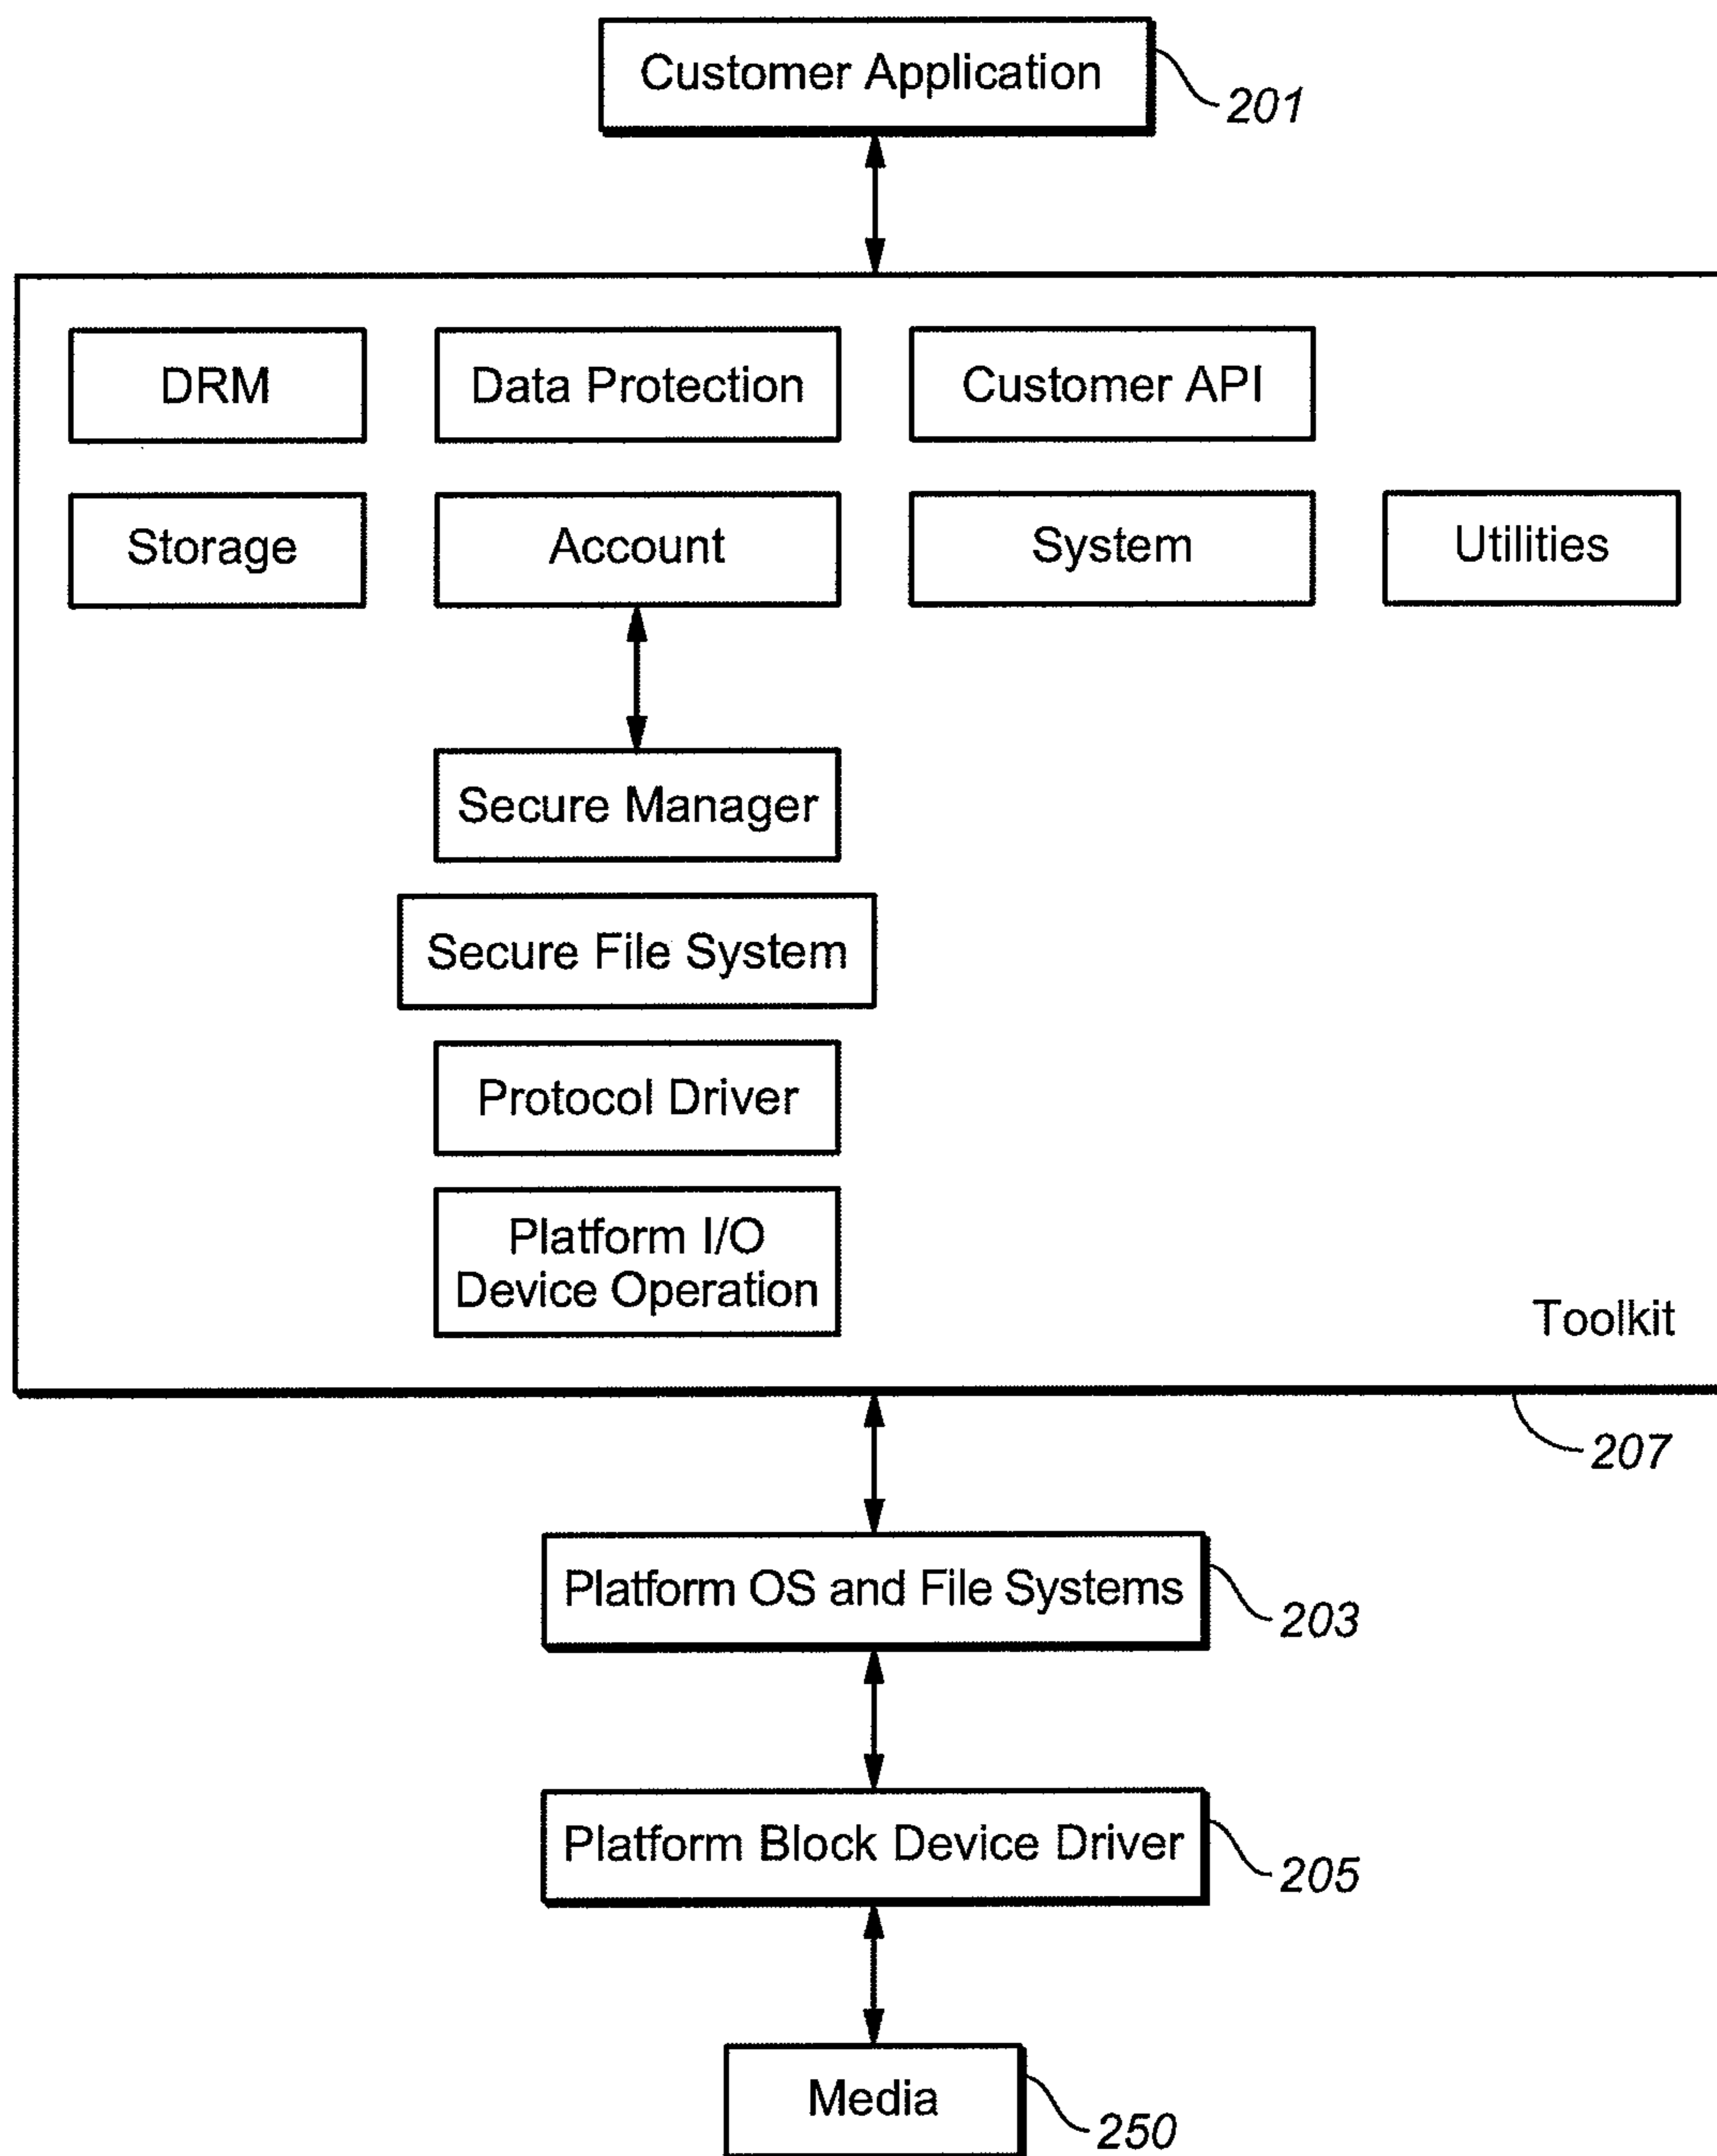 Customer Application
201
DRM
Data Protection
Customer API
Storage
Account
System
Utilities
Secure Manager
Secure File System
Protocol Driver
Platform I/O
Device Operation
Toolkit
207
Platform OS and File Systems
203
Platform Block Device Driver
205
Media
250